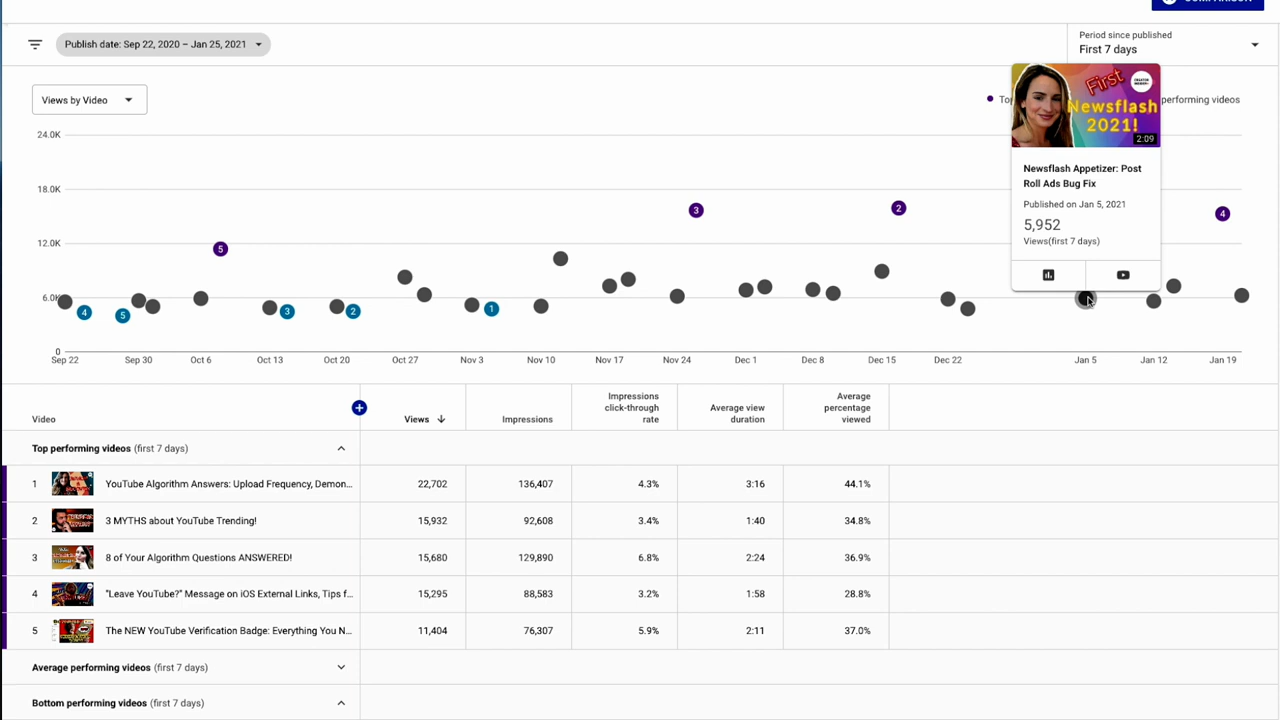 Publish date: Sep 22, 2020 – Jan 25, 2021
Period since published
First 7 days
Views by Video
performing videos
First
Newsflash
2021!
2:09
Newsflash Appetizer: Post
Roll Ads Bug Fix
Published on Jan 5, 2021
5,952
Views(first 7 days)
24.0K
18.0K
12.0K
6.0K
0
5
3
2
4
4
5
3
2
1
Sep 22
Sep 30
Oct 6
Oct 13
Oct 20
Oct 27
Nov 3
Nov 10
Nov 17
Nov 24
Dec 1
Dec 8
Dec 15
Dec 22
Jan 5
Jan 12
Jan 19
Video
Views
Impressions
Impressions
click-through
rate
Average view
duration
Average
percentage
viewed
Top performing videos (first 7 days)
1 YouTube Algorithm Answers: Upload Frequency, Demon... 22,702 136,407 4.3% 3:16 44.1%
2 3 MYTHS about YouTube Trending! 15,932 92,608 3.4% 1:40 34.8%
3 8 of Your Algorithm Questions ANSWERED! 15,680 129,890 6.8% 2:24 36.9%
4 "Leave YouTube?" Message on iOS External Links, Tips f... 15,295 88,583 3.2% 1:58 28.8%
5 The NEW YouTube Verification Badge: Everything You N... 11,404 76,307 5.9% 2:11 37.0%
Average performing videos (first 7 days)
Bottom performing videos (first 7 days)